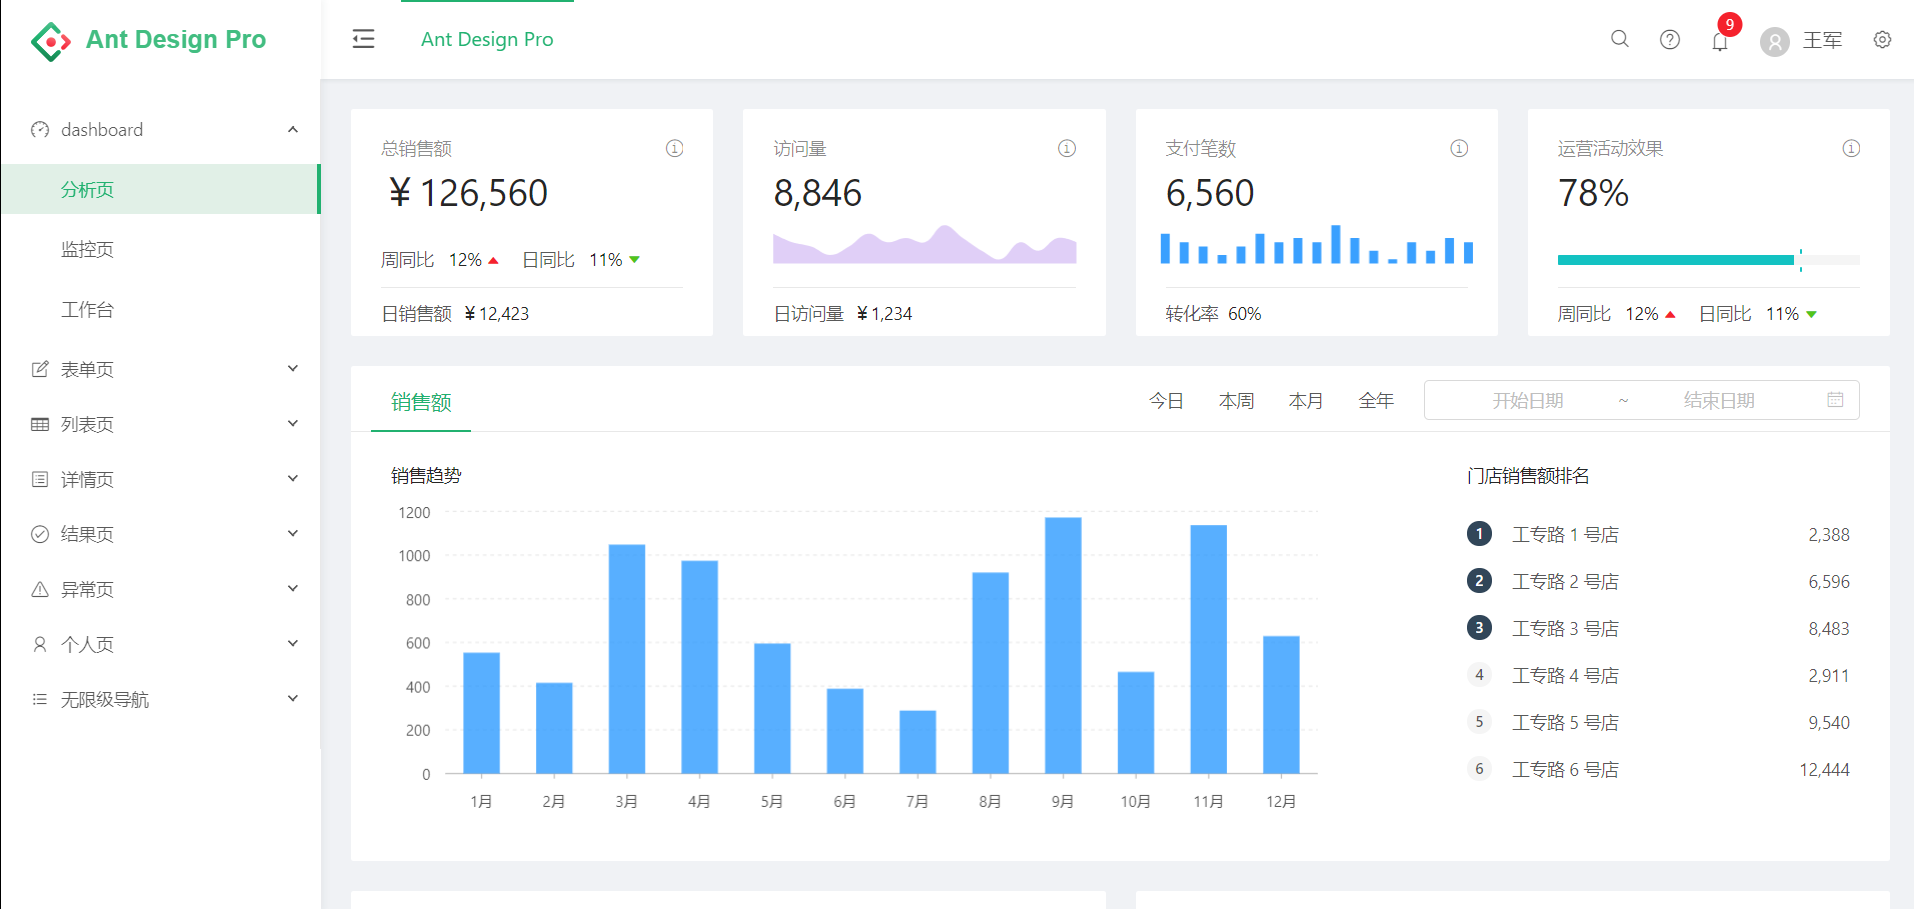 Ant Design Pro
Ant Design Pro
9
王军
dashboard
分析页
监控页
工作台
表单页
列表页
详情页
结果页
异常页
个人页
无限级导航
总销售额
¥ 126,560
周同比 12% 日同比 11%
日销售额 ¥ 12,423
访问量
8,846
日访问量 ¥ 1,234
支付笔数
6,560
转化率 60%
运营活动效果
78%
周同比 12% 日同比 11%
销售额
今日 本周 本月 全年 开始日期 ~ 结束日期
销售趋势
1200
1000
800
600
400
200
0
1月 2月 3月 4月 5月 6月 7月 8月 9月 10月 11月 12月
门店销售额排名
1 工专路 1 号店 2,388
2 工专路 2 号店 6,596
3 工专路 3 号店 8,483
4 工专路 4 号店 2,911
5 工专路 5 号店 9,540
6 工专路 6 号店 12,444